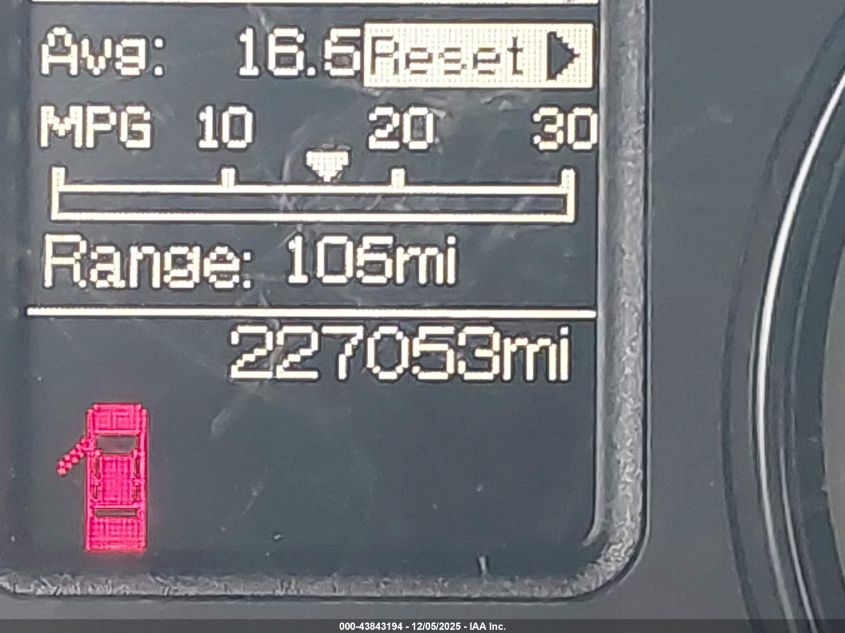 Avg: 16.5 Reset
MPG 10 20 30
Range: 105mi
227053mi
000-43843194 - 12/05/2025 - IAA Inc.